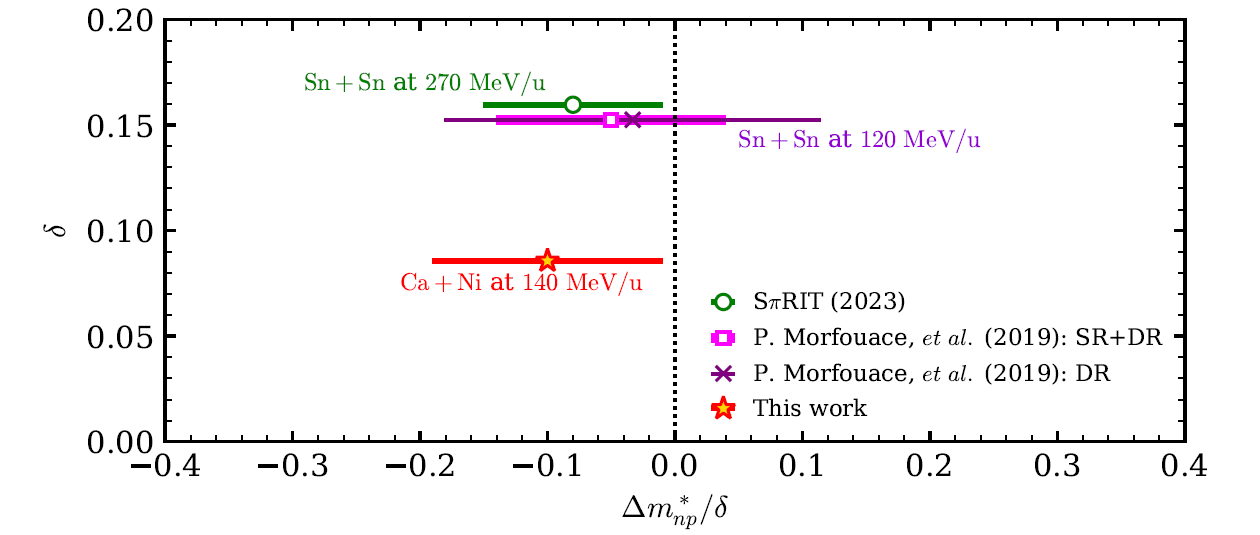 0.20
Sn + Sn at 270 MeV/u
0.15
Sn + Sn at 120 MeV/u
δ
0.10
Ca + Ni at 140 MeV/u
SπRIT (2023)
0.05
P. Morfouace, et al. (2019): SR+DR
P. Morfouace, et al. (2019): DR
This work
0.00
−0.4 −0.3 −0.2 −0.1 0.0 0.1 0.2 0.3 0.4
Δm*np/δ